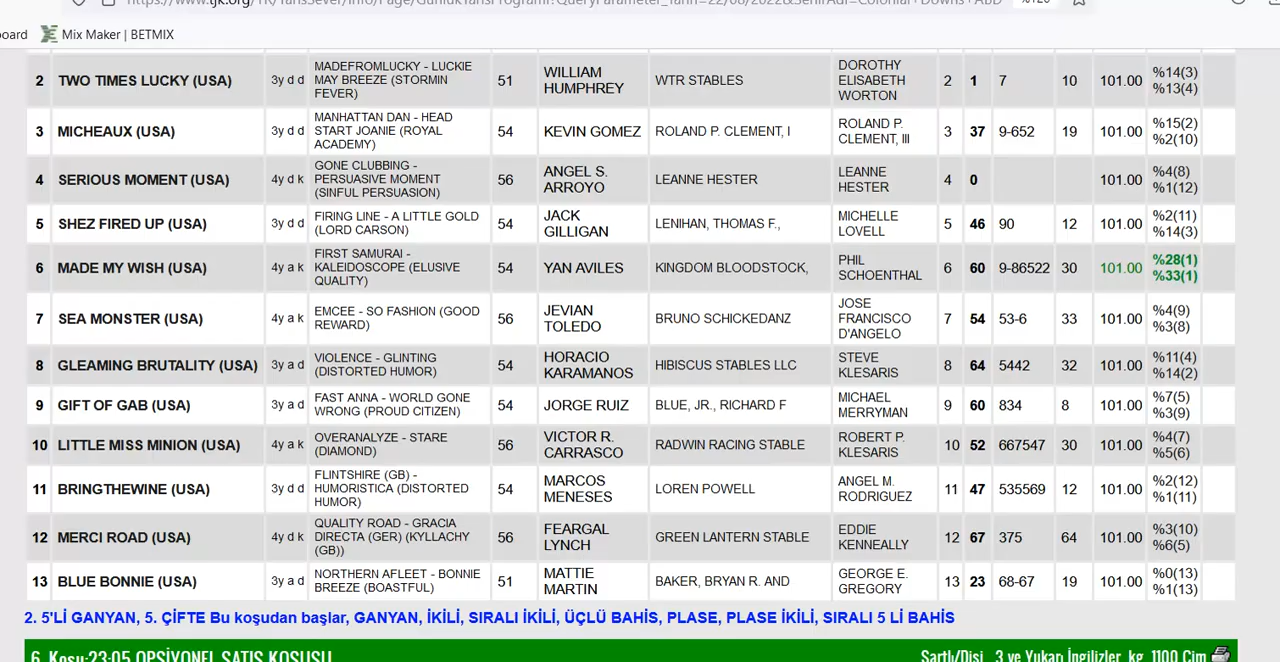 https://www.tjk.org/TR/YarisSever/Info/Page/GunlukYarisProgrami?QueryParameter_Tarih=22/08/2022&SehirAdi=Colonial+Downs+ABD %120
oard Mix Maker | BETMIX
2 TWO TIMES LUCKY (USA) 3y d d MADEFROMLUCKY - LUCKIE MAY BREEZE (STORMIN FEVER) 51 WILLIAM HUMPHREY WTR STABLES DOROTHY ELISABETH WORTON 2 1 7 10 101.00 %14(3) %13(4)
3 MICHEAUX (USA) 3y d d MANHATTAN DAN - HEAD START JOANIE (ROYAL ACADEMY) 54 KEVIN GOMEZ ROLAND P. CLEMENT, I ROLAND P. CLEMENT, III 3 37 9-652 19 101.00 %15(2) %2(10)
4 SERIOUS MOMENT (USA) 4y d k GONE CLUBBING - PERSUASIVE MOMENT (SINFUL PERSUASION) 56 ANGEL S. ARROYO LEANNE HESTER LEANNE HESTER 4 0 101.00 %4(8) %1(12)
5 SHEZ FIRED UP (USA) 3y d d FIRING LINE - A LITTLE GOLD (LORD CARSON) 54 JACK GILLIGAN LENIHAN, THOMAS F., MICHELLE LOVELL 5 46 90 12 101.00 %2(11) %14(3)
6 MADE MY WISH (USA) 4y a k FIRST SAMURAI - KALEIDOSCOPE (ELUSIVE QUALITY) 54 YAN AVILES KINGDOM BLOODSTOCK, PHIL SCHOENTHAL 6 60 9-86522 30 101.00 %28(1) %33(1)
7 SEA MONSTER (USA) 4y a k EMCEE - SO FASHION (GOOD REWARD) 56 JEVIAN TOLEDO BRUNO SCHICKEDANZ JOSE FRANCISCO D'ANGELO 7 54 53-6 33 101.00 %4(9) %3(8)
8 GLEAMING BRUTALITY (USA) 3y a d VIOLENCE - GLINTING (DISTORTED HUMOR) 54 HORACIO KARAMANOS HIBISCUS STABLES LLC STEVE KLESARIS 8 64 5442 32 101.00 %11(4) %14(2)
9 GIFT OF GAB (USA) 3y a d FAST ANNA - WORLD GONE WRONG (PROUD CITIZEN) 54 JORGE RUIZ BLUE, JR., RICHARD F MICHAEL MERRYMAN 9 60 834 8 101.00 %7(5) %3(9)
10 LITTLE MISS MINION (USA) 4y a k OVERANALYZE - STARE (DIAMOND) 56 VICTOR R. CARRASCO RADWIN RACING STABLE ROBERT P. KLESARIS 10 52 667547 30 101.00 %4(7) %5(6)
11 BRINGTHEWINE (USA) 3y d d FLINTSHIRE (GB) - HUMORISTICA (DISTORTED HUMOR) 54 MARCOS MENESES LOREN POWELL ANGEL M. RODRIGUEZ 11 47 535569 12 101.00 %2(12) %1(11)
12 MERCI ROAD (USA) 4y d k QUALITY ROAD - GRACIA DIRECTA (GER) (KYLLACHY (GB)) 56 FEARGAL LYNCH GREEN LANTERN STABLE EDDIE KENNEALLY 12 67 375 64 101.00 %3(10) %6(5)
13 BLUE BONNIE (USA) 3y a d NORTHERN AFLEET - BONNIE BREEZE (BOASTFUL) 51 MATTIE MARTIN BAKER, BRYAN R. AND GEORGE E. GREGORY 13 23 68-67 19 101.00 %0(13) %1(13)
2. 5'Lİ GANYAN, 5. ÇİFTE Bu koşudan başlar, GANYAN, İKİLİ, SIRALI İKİLİ, ÜÇLÜ BAHİS, PLASE, PLASE İKİLİ, SIRALI 5 Lİ BAHİS
6. Koşu:23:05 OPSİYONEL SATIŞ KOŞUSU Şartlı/Dişi 3 ve Yukarı İngilizler, kg, 1100 Çim